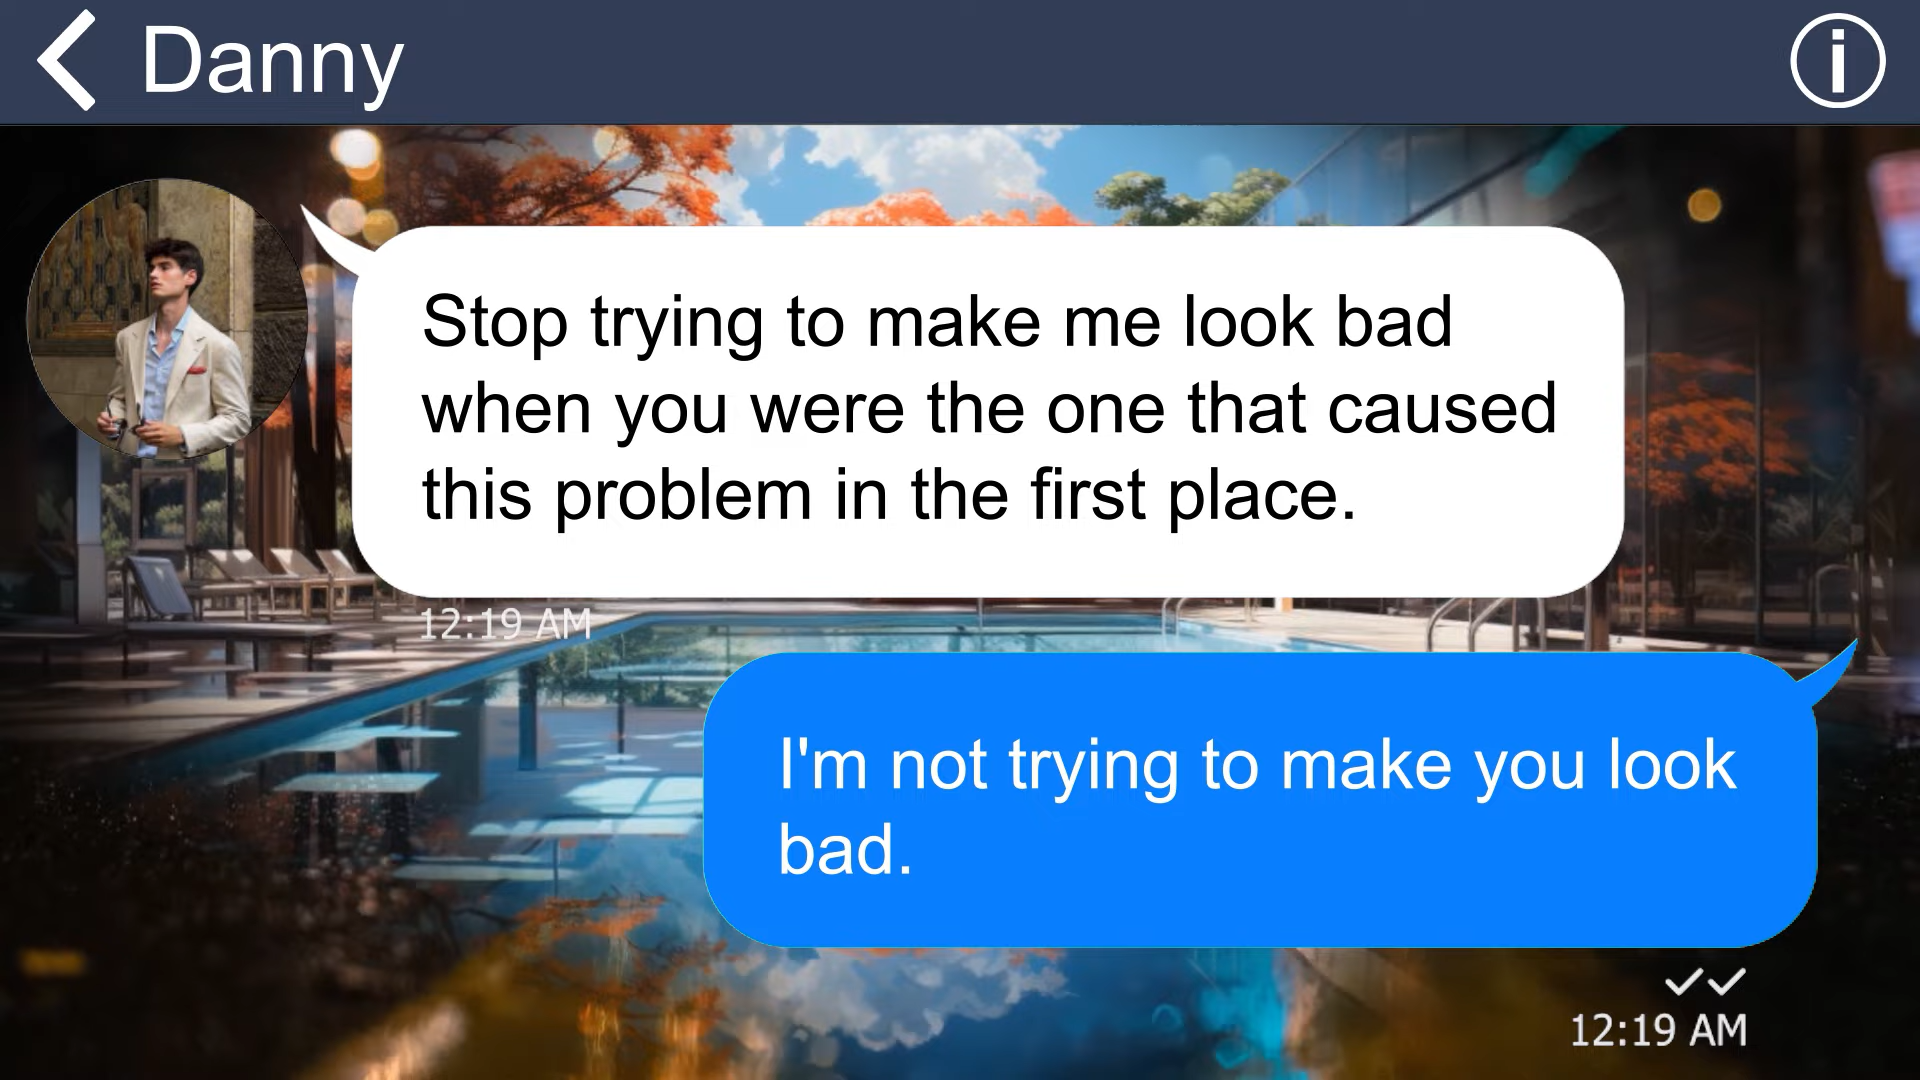 Danny
Stop trying to make me look bad
when you were the one that caused
this problem in the first place.
12:19 AM
I'm not trying to make you look
bad.
12:19 AM